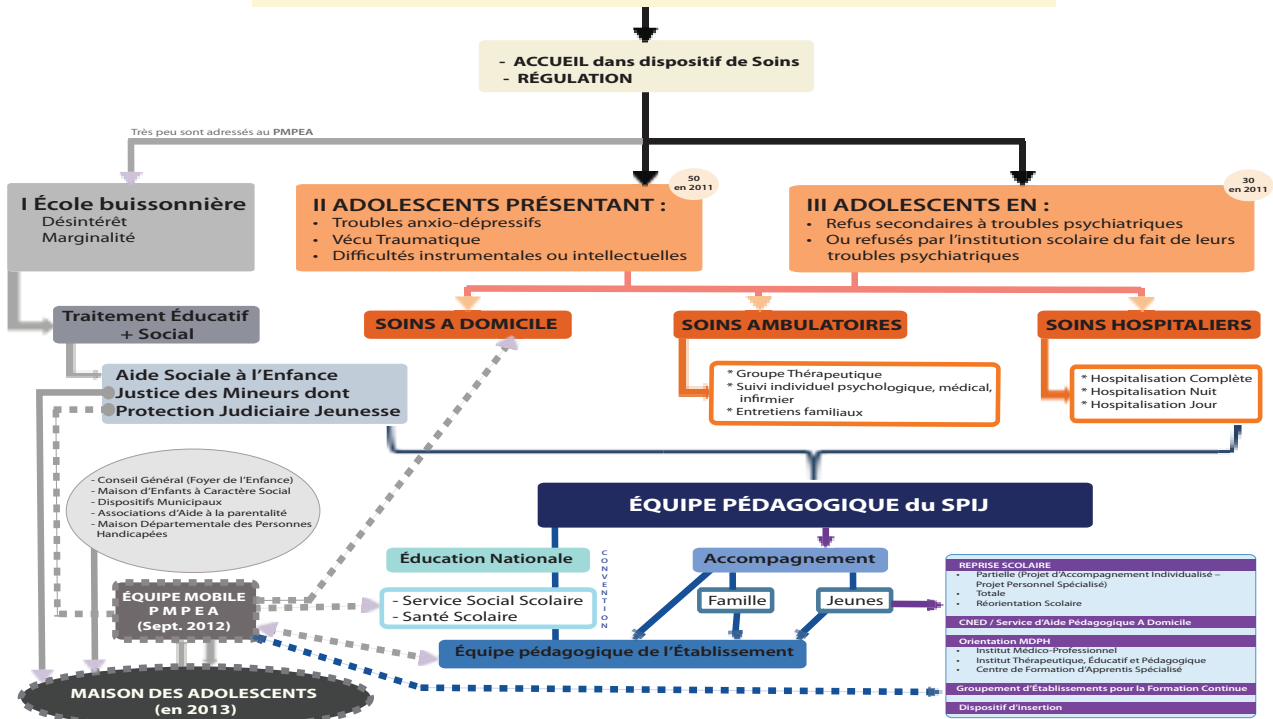 - ACCUEIL dans dispositif de Soins
- RÉGULATION
Très peu sont adressés au PMPEA
I École buissonnière
Désintérêt
Marginalité
50
en 2011
II ADOLESCENTS PRÉSENTANT :
• Troubles anxio-dépressifs
• Vécu Traumatique
• Difficultés instrumentales ou intellectuelles
30
en 2011
III ADOLESCENTS EN :
• Refus secondaires à troubles psychiatriques
• Ou refusés par l'institution scolaire du fait de leurs
troubles psychiatriques
Traitement Éducatif
+ Social
SOINS A DOMICILE
SOINS AMBULATOIRES
SOINS HOSPITALIERS
Aide Sociale à l'Enfance
Justice des Mineurs dont
Protection Judiciaire Jeunesse
* Groupe Thérapeutique
* Suivi individuel psychologique, médical,
infirmier
* Entretiens familiaux
* Hospitalisation Complète
* Hospitalisation Nuit
* Hospitalisation Jour
- Conseil Général (Foyer de l'Enfance)
- Maison d'Enfants à Caractère Social
- Dispositifs Municipaux
- Associations d'Aide à la parentalité
- Maison Départementale des Personnes
Handicapées
ÉQUIPE PÉDAGOGIQUE du SPIJ
Éducation Nationale
CONVENTION
Accompagnement
- Service Social Scolaire
- Santé Scolaire
Famille
Jeunes
Équipe pédagogique de l'Établissement
ÉQUIPE MOBILE
P M P E A
(Sept. 2012)
MAISON DES ADOLESCENTS
(en 2013)
REPRISE SCOLAIRE
• Partielle (Projet d'Accompagnement Individualisé –
Projet Personnel Spécialisé)
• Totale
• Réorientation Scolaire
CNED / Service d'Aide Pédagogique A Domicile
Orientation MDPH
• Institut Médico-Professionnel
• Institut Thérapeutique, Éducatif et Pédagogique
• Centre de Formation d'Apprentis Spécialisé
Groupement d'Établissements pour la Formation Continue
Dispositif d'insertion